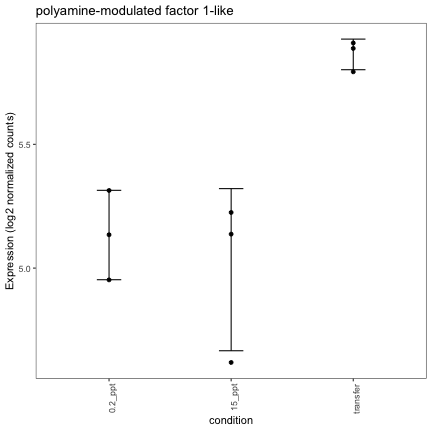 polyamine-modulated factor 1-like
Expression (log2 normalized counts)
5.5
5.0
0.2_ppt
15_ppt
transfer
condition